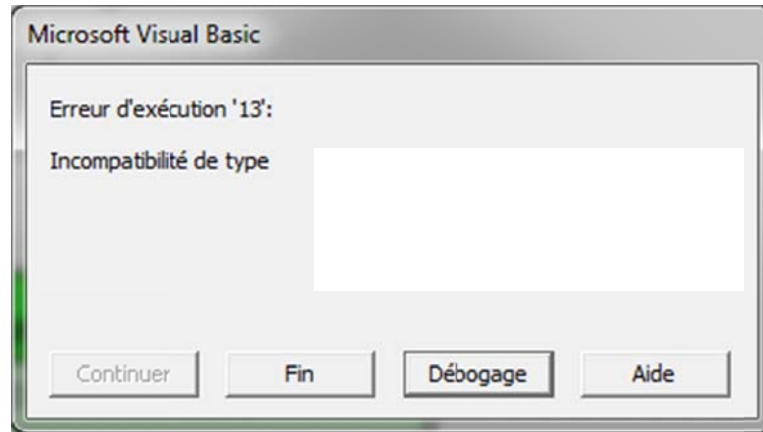 Microsoft Visual Basic
Erreur d'exécution '13':
Incompatibilité de type
Continuer Fin Débogage Aide